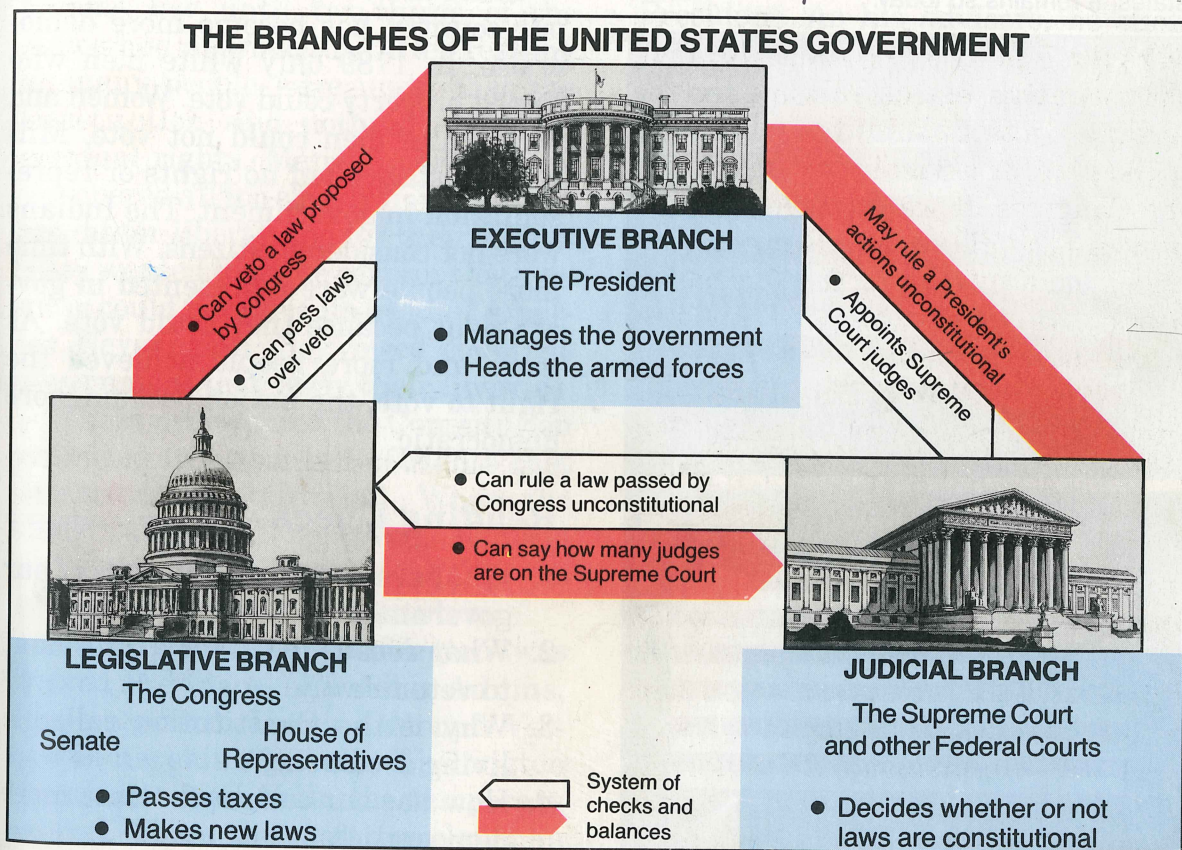 THE BRANCHES OF THE UNITED STATES GOVERNMENT
● Can veto a law proposed
by Congress
● Can pass laws
over veto
EXECUTIVE BRANCH
The President
● Manages the government
● Heads the armed forces
May rule a President's
actions unconstitutional
● Appoints Supreme
Court judges
● Can rule a law passed by
Congress unconstitutional
● Can say how many judges
are on the Supreme Court
LEGISLATIVE BRANCH
The Congress
Senate
House of
Representatives
● Passes taxes
● Makes new laws
System of
checks and
balances
JUDICIAL BRANCH
The Supreme Court
and other Federal Courts
● Decides whether or not
laws are constitutional